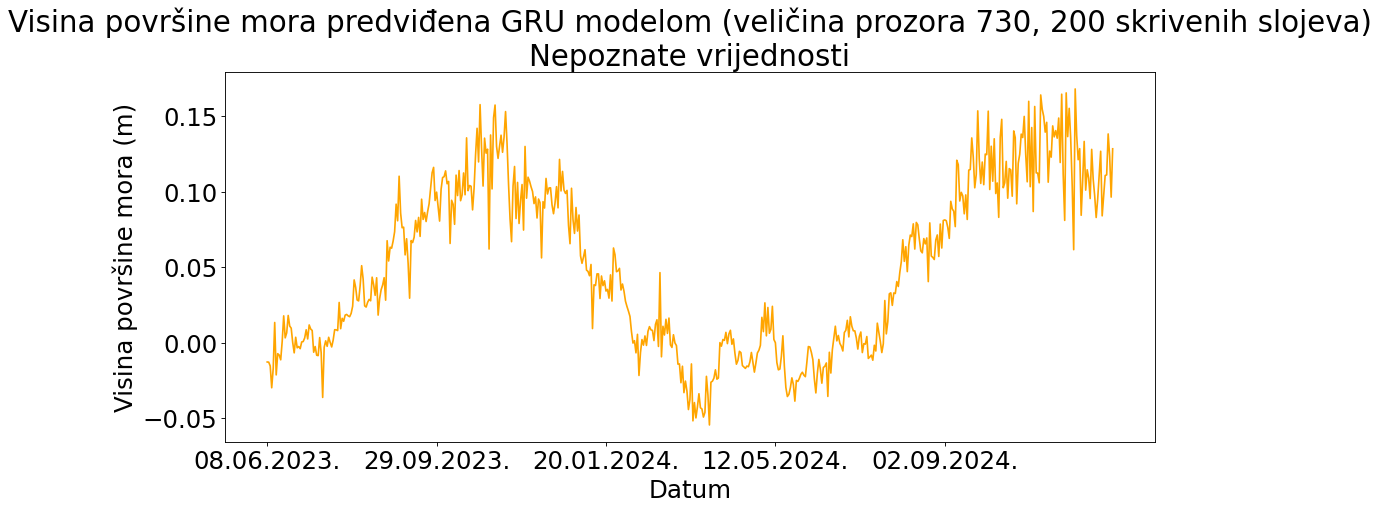 Visina površine mora predviđena GRU modelom (veličina prozora 730, 200 skrivenih slojeva)
Nepoznate vrijednosti
Visina površine mora (m)
0.15
0.10
0.05
0.00
−0.05
08.06.2023. 29.09.2023. 20.01.2024. 12.05.2024. 02.09.2024.
Datum